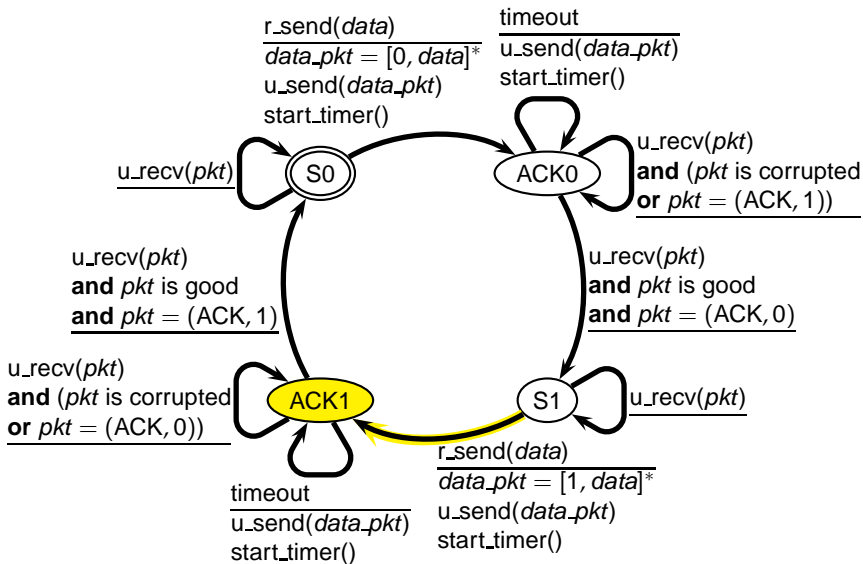 r_send(data)
data_pkt = [0, data]*
u_send(data_pkt)
start_timer()
timeout
u_send(data_pkt)
start_timer()
u_recv(pkt)
S0
ACK0
u_recv(pkt)
and (pkt is corrupted
or pkt = (ACK, 1))
u_recv(pkt)
and pkt is good
and pkt = (ACK, 1)
u_recv(pkt)
and pkt is good
and pkt = (ACK, 0)
u_recv(pkt)
and (pkt is corrupted
or pkt = (ACK, 0))
ACK1
S1
u_recv(pkt)
timeout
u_send(data_pkt)
start_timer()
r_send(data)
data_pkt = [1, data]*
u_send(data_pkt)
start_timer()